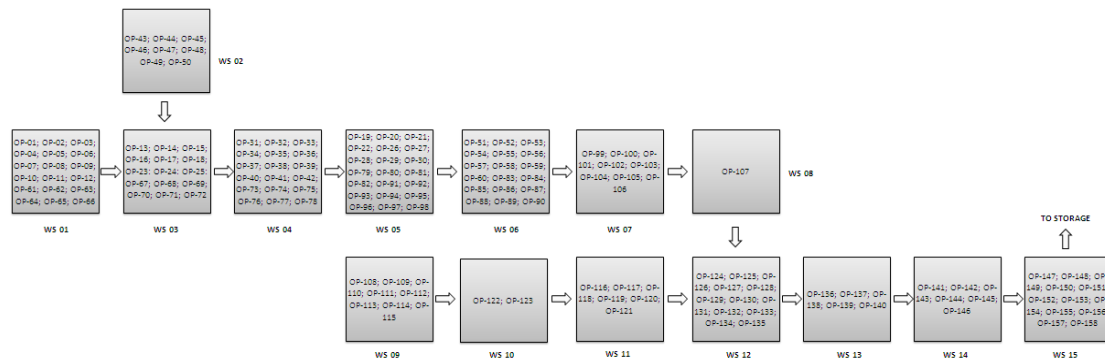 OP-43; OP-44; OP-45;
OP-46; OP-47; OP-48;
OP-49; OP-50
WS 02
OP-01; OP-02; OP-03;
OP-04; OP-05; OP-06;
OP-07; OP-08; OP-09;
OP-10; OP-11; OP-12;
OP-61; OP-62; OP-63;
OP-64; OP-65; OP-66
WS 01
OP-13; OP-14; OP-15;
OP-16; OP-17; OP-18;
OP-23; OP-24; OP-25;
OP-67; OP-68; OP-69;
OP-70; OP-71; OP-72
WS 03
OP-31; OP-32; OP-33;
OP-34; OP-35; OP-36;
OP-37; OP-38; OP-39;
OP-40; OP-41; OP-42;
OP-73; OP-74; OP-75;
OP-76; OP-77; OP-78
WS 04
OP-19; OP-20; OP-21;
OP-22; OP-26; OP-27;
OP-28; OP-29; OP-30;
OP-79; OP-80; OP-81;
OP-82; OP-91; OP-92;
OP-93; OP-94; OP-95;
OP-96; OP-97; OP-98
WS 05
OP-51; OP-52; OP-53;
OP-54; OP-55; OP-56;
OP-57; OP-58; OP-59;
OP-60; OP-83; OP-84;
OP-85; OP-86; OP-87;
OP-88; OP-89; OP-90
WS 06
OP-99; OP-100; OP-
101; OP-102; OP-103;
OP-104; OP-105; OP-
106
WS 07
OP-107
WS 08
TO STORAGE
OP-108; OP-109; OP-
110; OP-111; OP-112;
OP-113; OP-114; OP-
115
WS 09
OP-122; OP-123
WS 10
OP-116; OP-117; OP-
118; OP-119; OP-120;
OP-121
WS 11
OP-124; OP-125; OP-
126; OP-127; OP-128;
OP-129; OP-130; OP-
131; OP-132; OP-133;
OP-134; OP-135
WS 12
OP-136; OP-137; OP-
138; OP-139; OP-140
WS 13
OP-141; OP-142; OP-
143; OP-144; OP-145;
OP-146
WS 14
OP-147; OP-148; OP-
149; OP-150; OP-151;
OP-152; OP-153; OP-
154; OP-155; OP-156;
OP-157; OP-158
WS 15